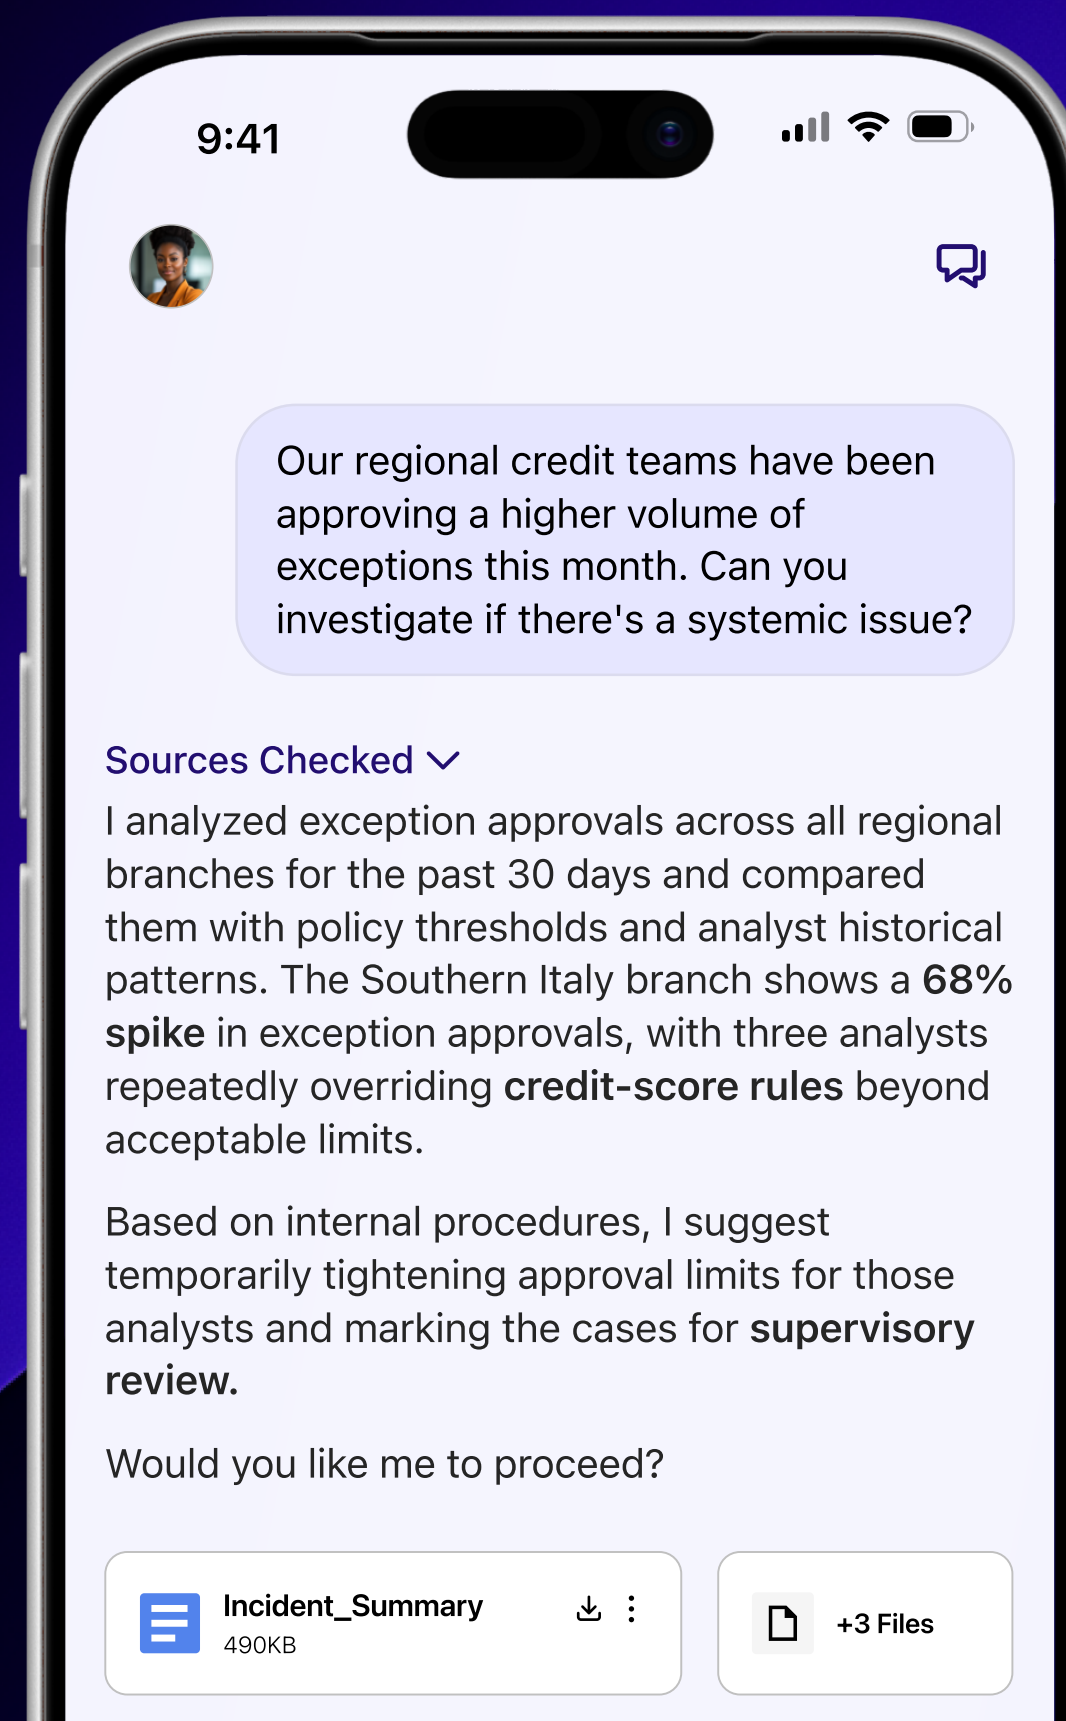 9:41
Our regional credit teams have been
approving a higher volume of
exceptions this month. Can you
investigate if there's a systemic issue?
Sources Checked
I analyzed exception approvals across all regional
branches for the past 30 days and compared
them with policy thresholds and analyst historical
patterns. The Southern Italy branch shows a 68%
spike in exception approvals, with three analysts
repeatedly overriding credit-score rules beyond
acceptable limits.
Based on internal procedures, I suggest
temporarily tightening approval limits for those
analysts and marking the cases for supervisory
review.
Would you like me to proceed?
Incident_Summary
490KB
+3 Files